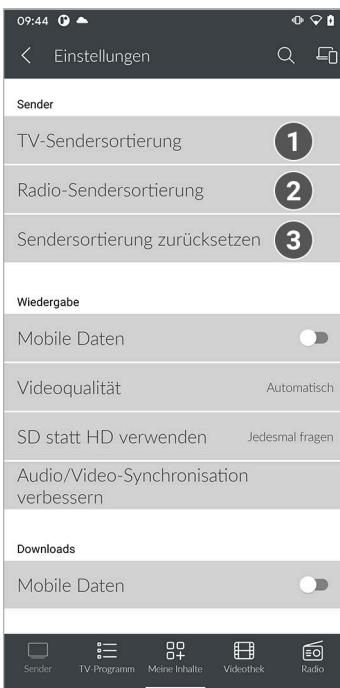 09:44
Einstellungen
Sender
TV-Sendersortierung 1
Radio-Sendersortierung 2
Sendersortierung zurücksetzen 3
Wiedergabe
Mobile Daten
Videoqualität Automatisch
SD statt HD verwenden Jedesmal fragen
Audio/Video-Synchronisation
verbessern
Downloads
Mobile Daten
Sender TV-Programm Meine Inhalte Videothek Radio